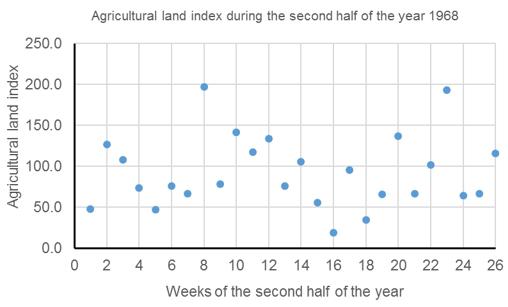 Agricultural land index during the second half of the year 1968
250.0
200.0
150.0
100.0
50.0
0.0
Agricultural land index
0 2 4 6 8 10 12 14 16 18 20 22 24 26
Weeks of the second half of the year